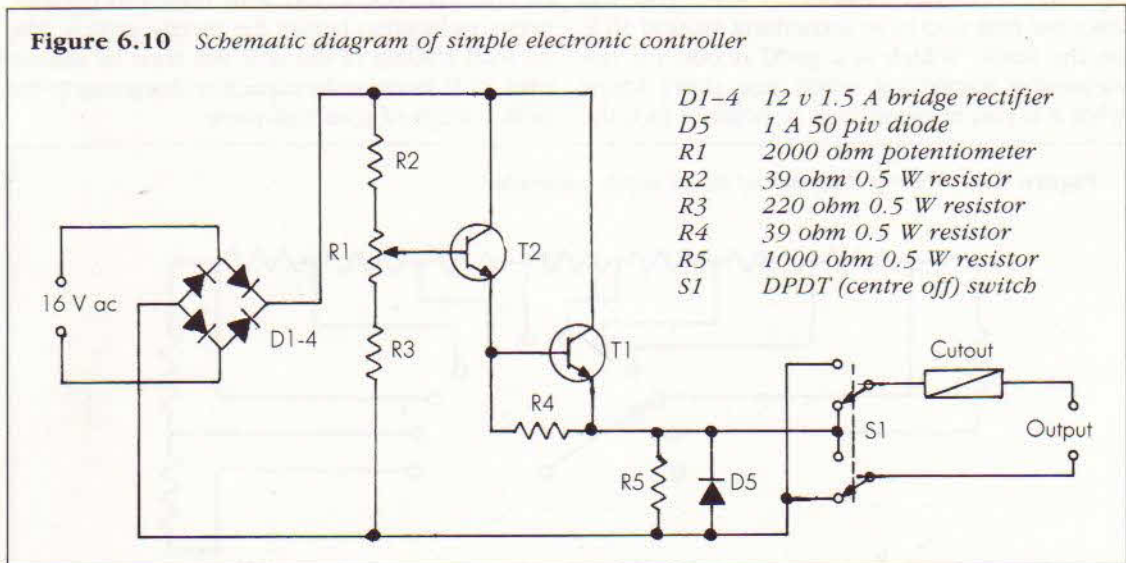 Figure 6.10 Schematic diagram of simple electronic controller
D1–4 12 v 1.5 A bridge rectifier
D5 1 A 50 piv diode
R1 2000 ohm potentiometer
R2 39 ohm 0.5 W resistor
R3 220 ohm 0.5 W resistor
R4 39 ohm 0.5 W resistor
R5 1000 ohm 0.5 W resistor
S1 DPDT (centre off) switch
R2
R1
T2
16 V ac
D1-4
R3
T1
Cutout
R4
S1
Output
R5
D5